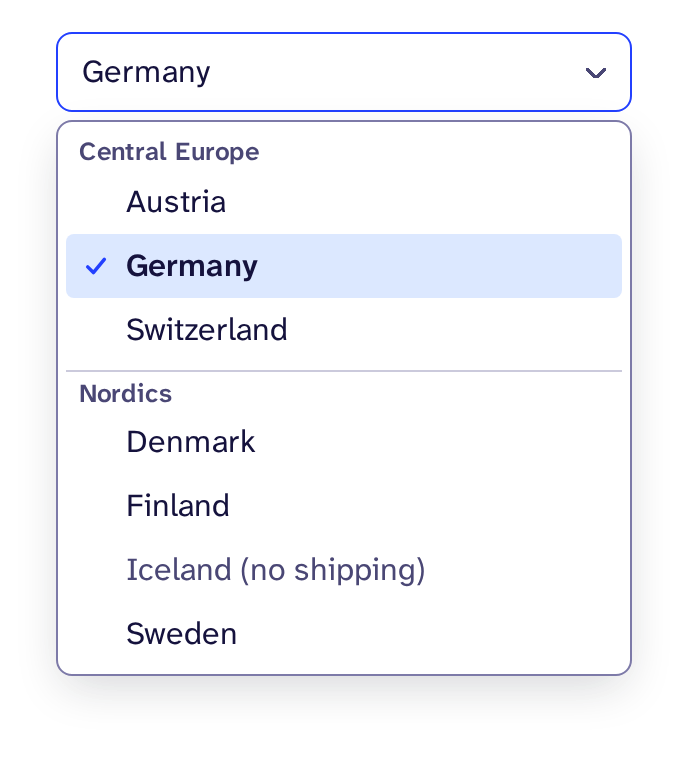 Germany
Central Europe
Austria
Germany
Switzerland
Nordics
Denmark
Finland
Iceland (no shipping)
Sweden